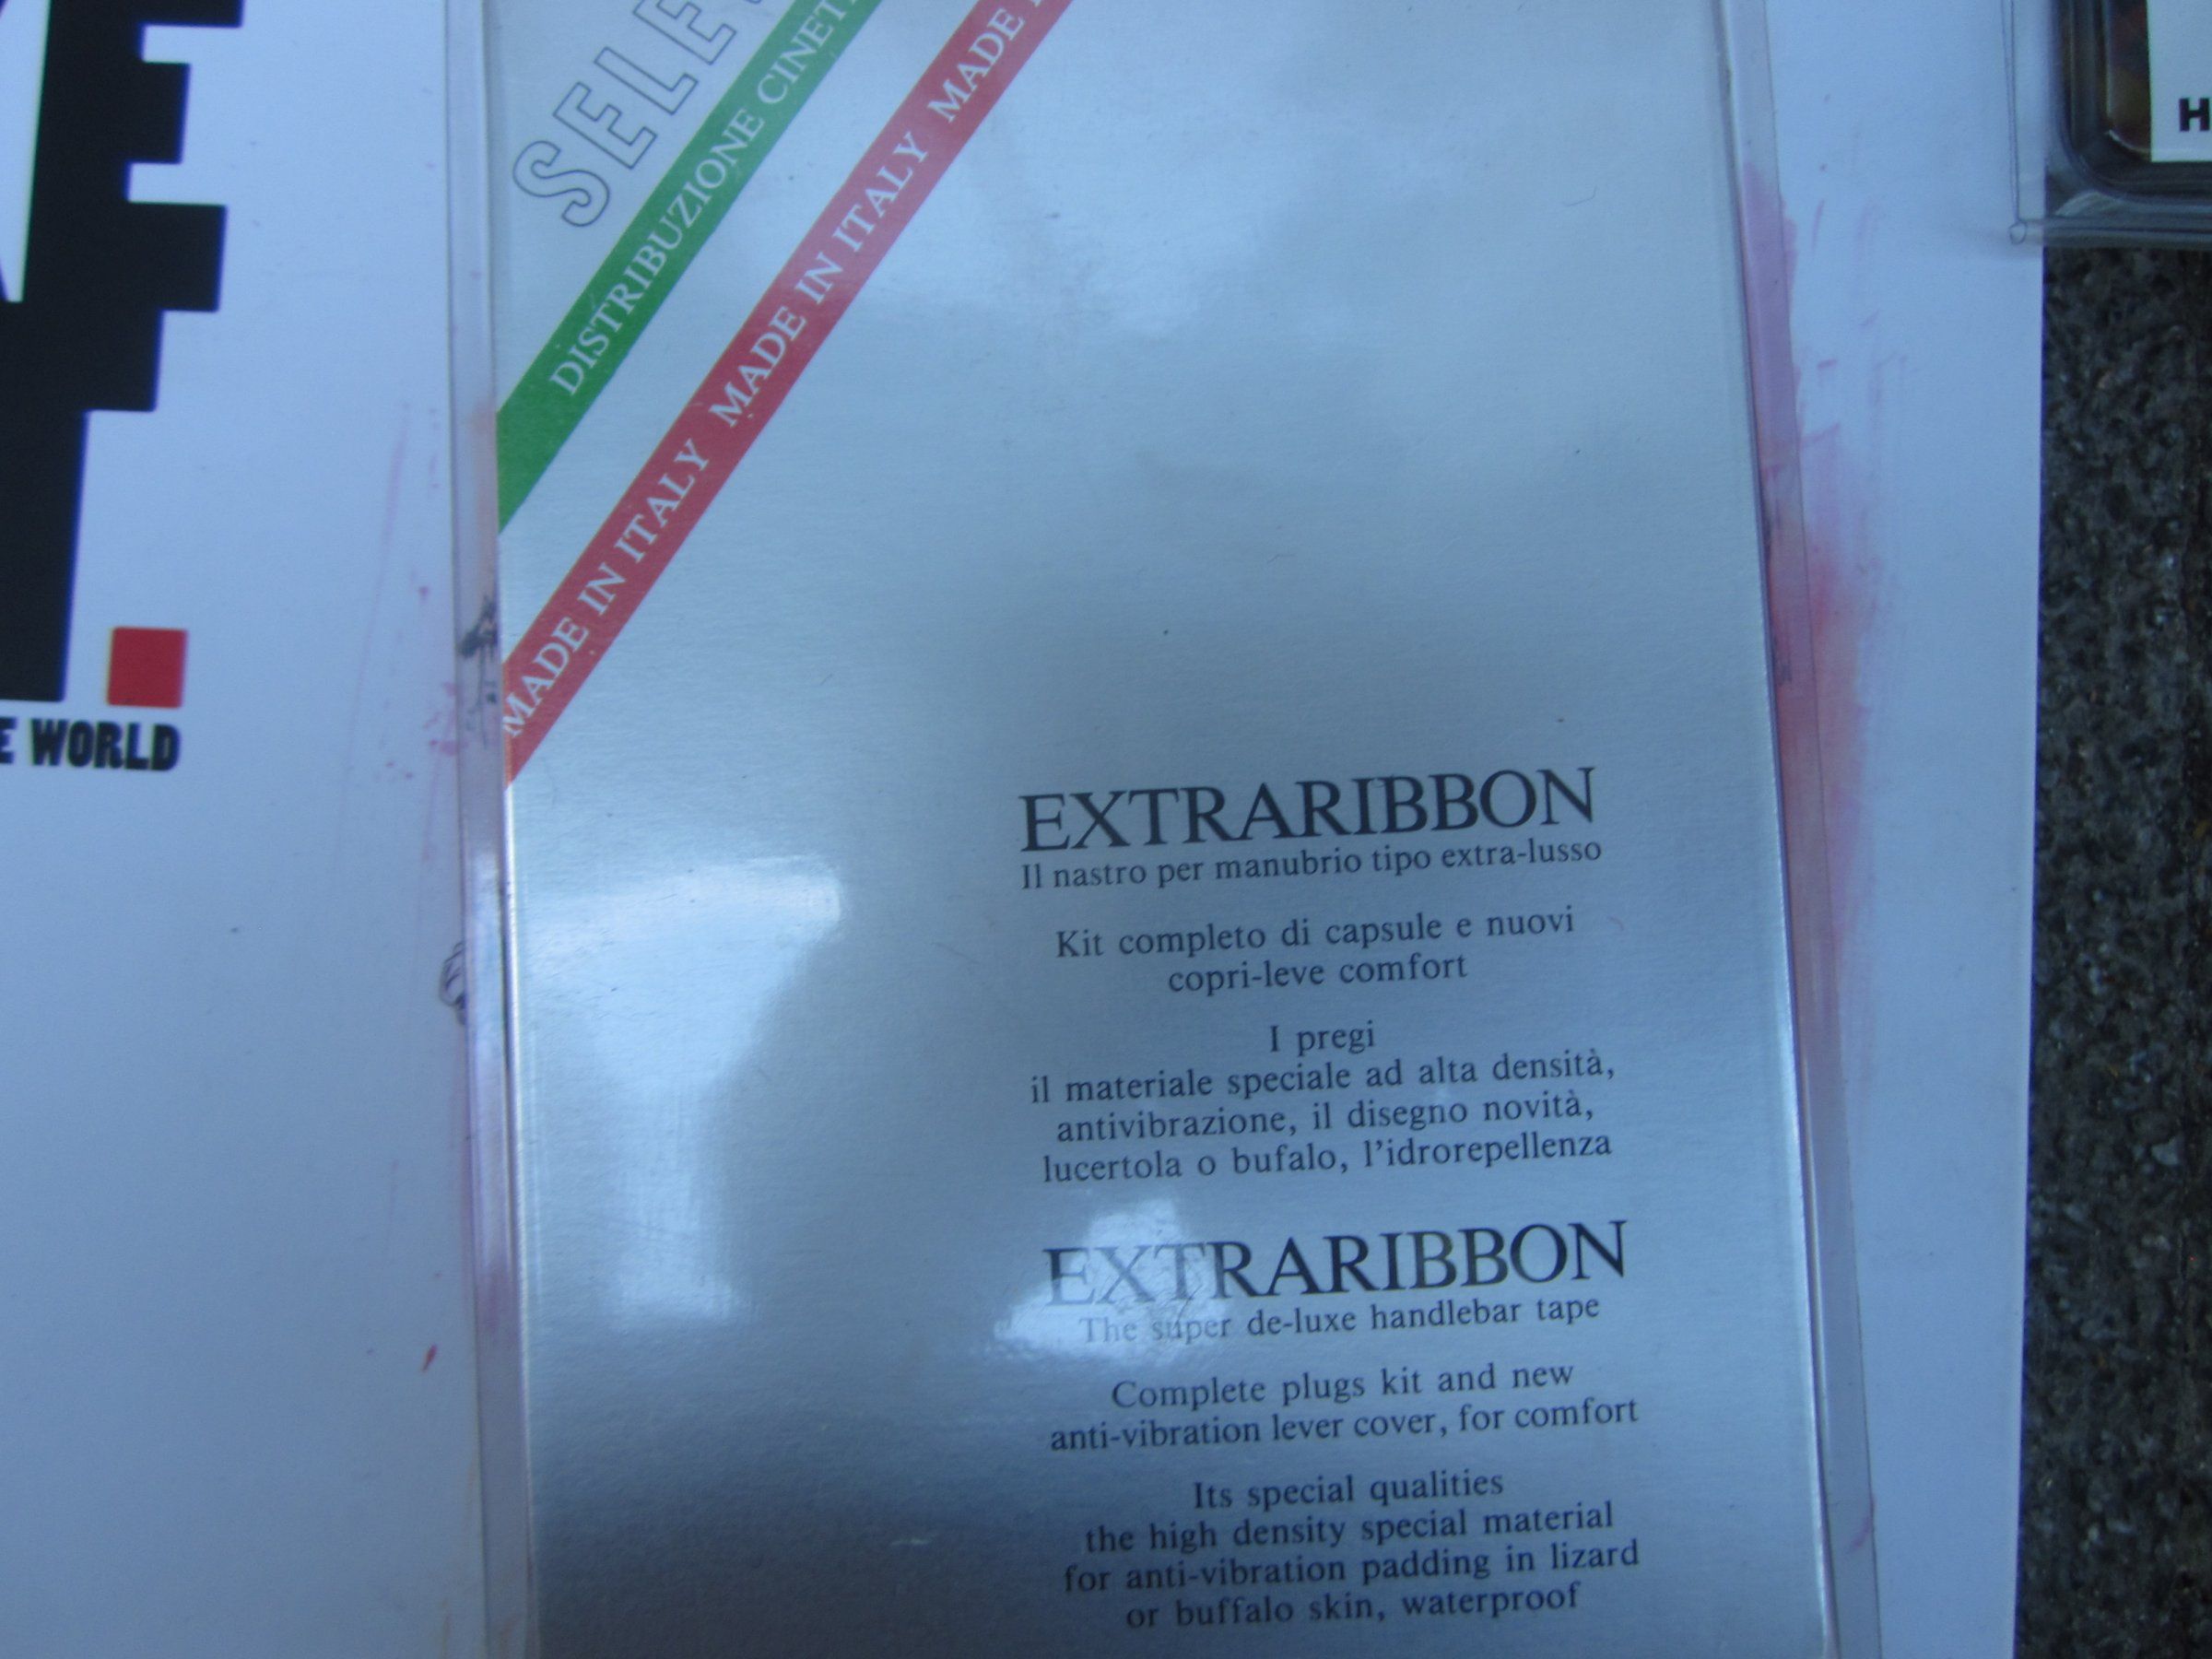 SELE
DISTRIBUZIONE
MADE IN ITALY MADE IN ITALY MADE
E WORLD
H
EXTRARIBBON
Il nastro per manubrio tipo extra-lusso
Kit completo di capsule e nuovi
copri-leve comfort
I pregi
il materiale speciale ad alta densità,
antivibrazione, il disegno novità,
lucertola o bufalo, l'idrorepellenza
EXTRARIBBON
The super de-luxe handlebar tape
Complete plugs kit and new
anti-vibration lever cover, for comfort
Its special qualities
the high density special material
for anti-vibration padding in lizard
or buffalo skin, waterproof